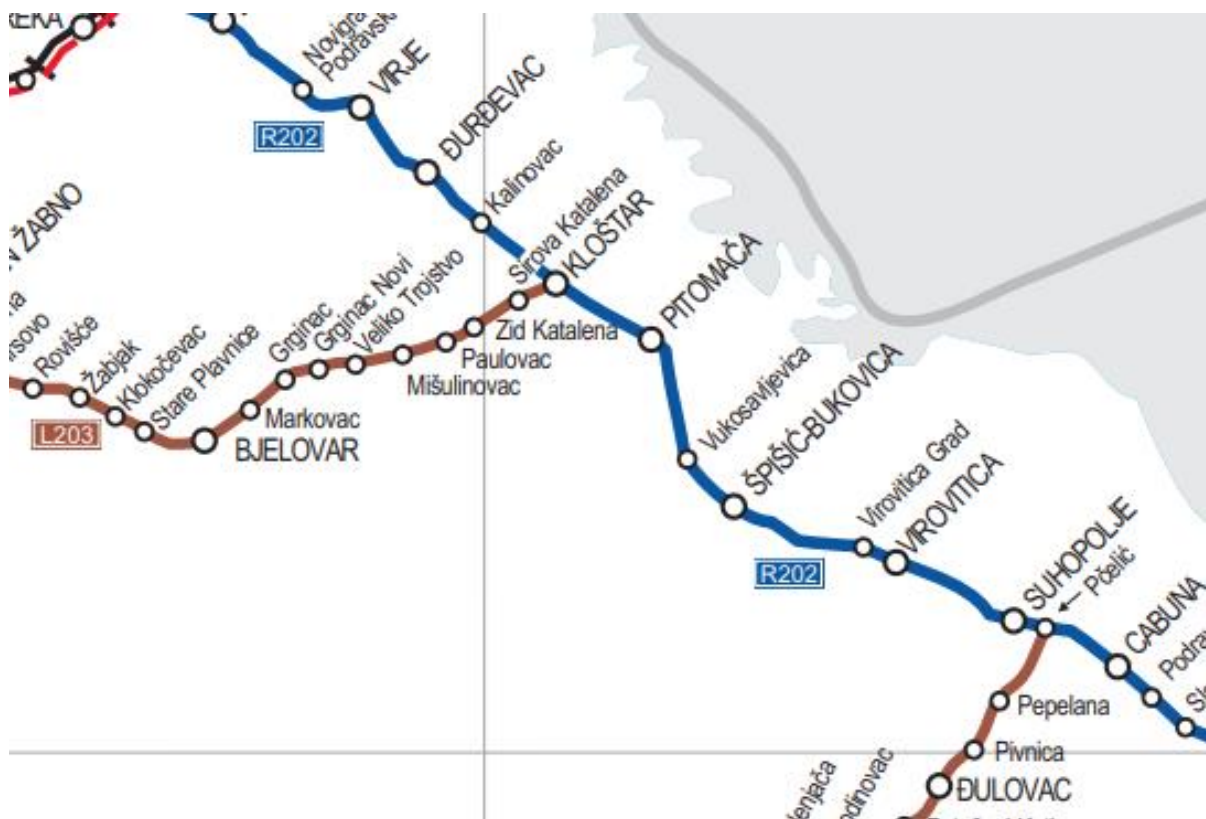 Novigrad
Podravski
VIRJE
R202
ĐURĐEVAC
Kalinovac
Sirova Katalena
KLOŠTAR
ŽABNO
Rovišće
Žabjak
Klokočevac
Stare Plavnice
L203
Grginac
Grginac Novi
Veliko Trojstvo
Markovac
BJELOVAR
Mišulinovac
Paulovac
Zid Katalena
PITOMAČA
Vukosavljevica
ŠPIŠIĆ-BUKOVICA
Virovitica Grad
VIROVITICA
R202
SUHOPOLJE
Pčelić
CABUNA
Pepelana
Pivnica
ĐULOVAC